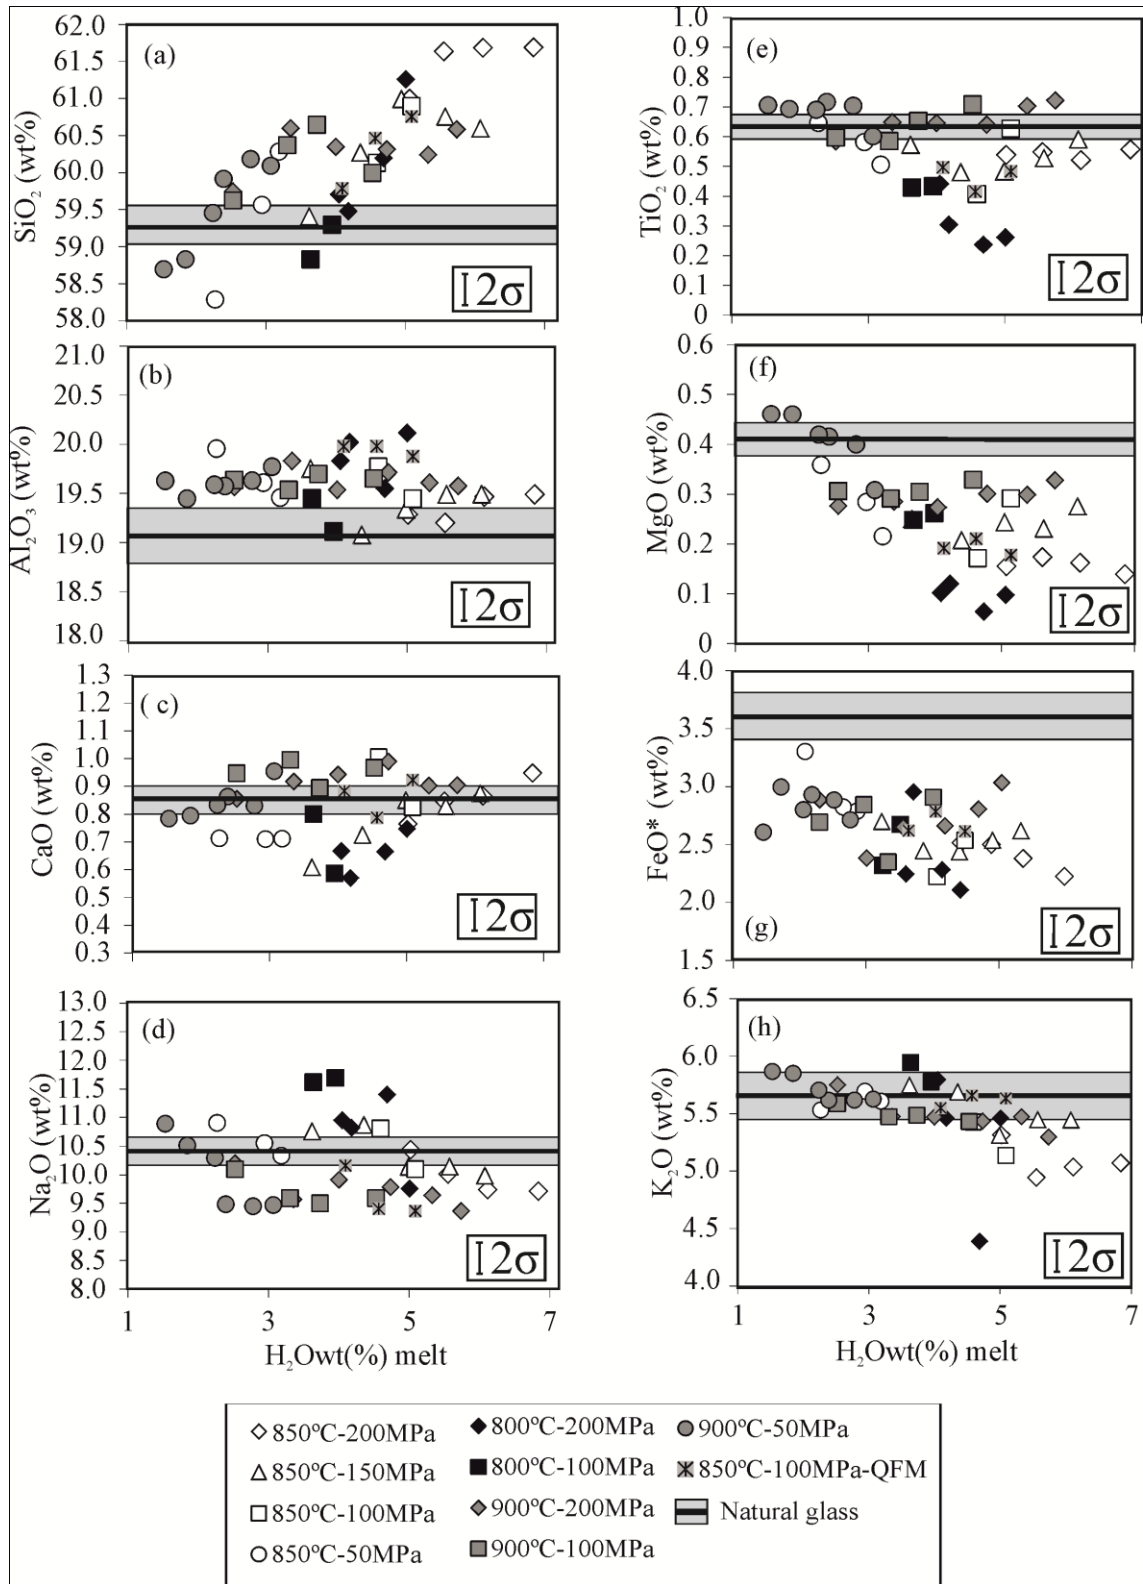 (a)
SiO₂ (wt%)
62.0
61.5
61.0
60.5
60.0
59.5
59.0
58.5
58.0
2σ
(e)
TiO₂ (wt%)
1.0
0.9
0.8
0.7
0.6
0.5
0.4
0.3
0.2
0.1
0
2σ
(b)
Al₂O₃ (wt%)
21.0
20.5
20.0
19.5
19.0
18.5
18.0
2σ
(f)
MgO (wt%)
0.6
0.5
0.4
0.3
0.2
0.1
0
2σ
( c)
CaO (wt%)
1.3
1.2
1.1
1.0
0.9
0.8
0.7
0.6
0.5
0.4
0.3
2σ
(g)
FeO* (wt%)
4.0
3.5
3.0
2.5
2.0
1.5
2σ
(d)
Na₂O (wt%)
13.0
12.5
12.0
11.5
11.0
10.5
10.0
9.5
9.0
8.5
8.0
2σ
1 3 5 7
H₂Owt(%) melt
(h)
K₂O (wt%)
6.5
6.0
5.5
5.0
4.5
4.0
2σ
1 3 5 7
H₂Owt(%) melt
850ºC-200MPa
850ºC-150MPa
850ºC-100MPa
850ºC-50MPa
800ºC-200MPa
800ºC-100MPa
900ºC-200MPa
900ºC-100MPa
900ºC-50MPa
850ºC-100MPa-QFM
Natural glass